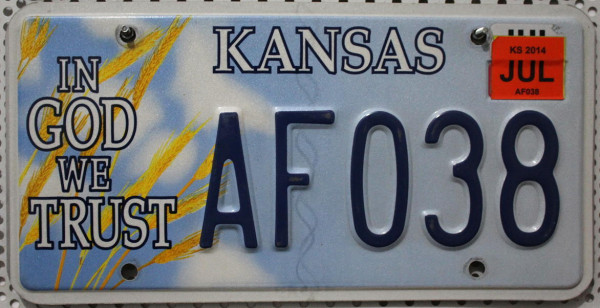 KANSAS
KS 2014
JUL
AF038
IN
GOD
WE
TRUST
AF038